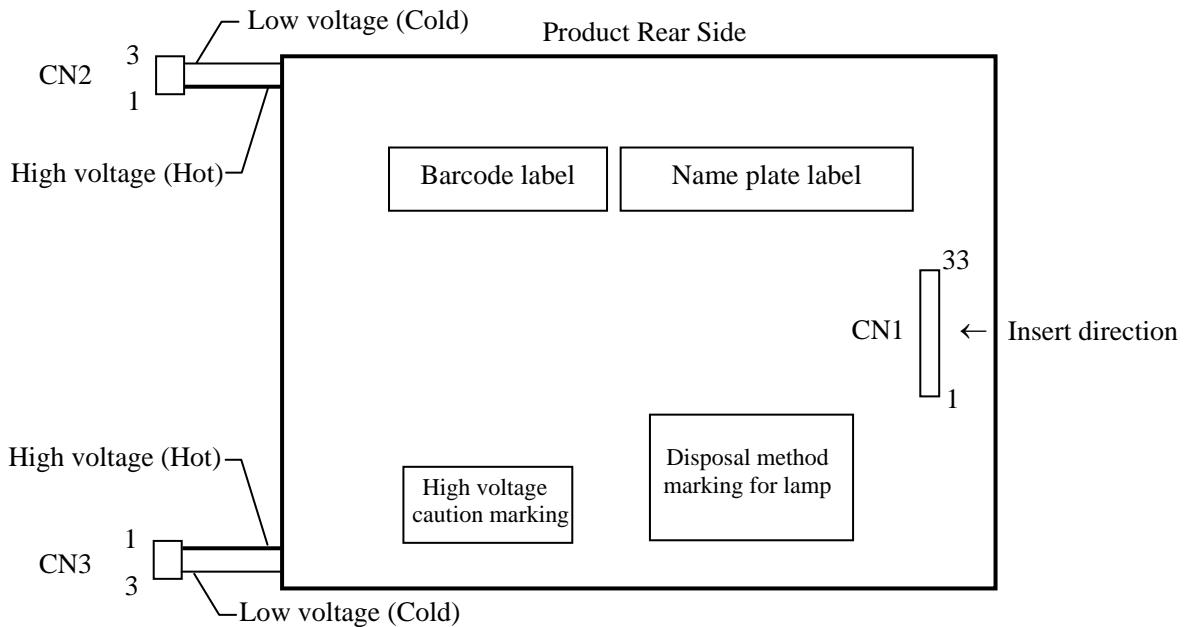 Low voltage (Cold)
Product Rear Side
3
CN2
1
High voltage (Hot)
Barcode label
Name plate label
33
CN1
← Insert direction
1
High voltage (Hot)
Disposal method
marking for lamp
High voltage
caution marking
1
CN3
3
Low voltage (Cold)